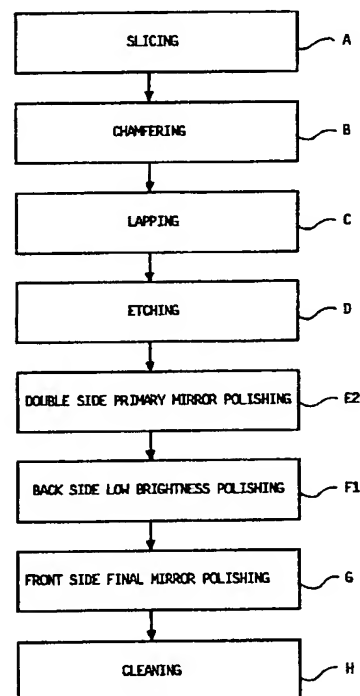 SLICING A
CHAMFERING B
LAPPING C
ETCHING D
DOUBLE SIDE PRIMARY MIRROR POLISHING E2
BACK SIDE LOW BRIGHTNESS POLISHING F1
FRONT SIDE FINAL MIRROR POLISHING G
CLEANING H